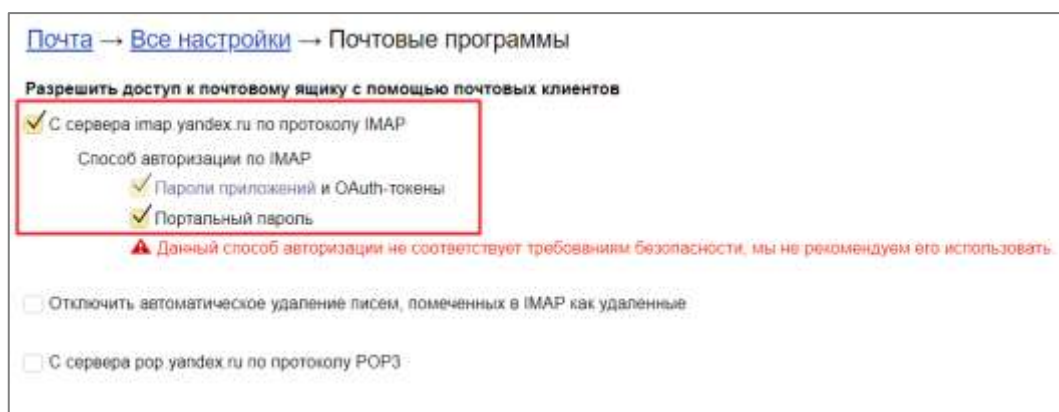 Почта → Все настройки → Почтовые программы
Разрешить доступ к почтовому ящику с помощью почтовых клиентов
С сервера imap.yandex.ru по протоколу IMAP
Способ авторизации по IMAP
Пароли приложений и OAuth-токены
Портальный пароль
Данный способ авторизации не соответствует требованиям безопасности, мы не рекомендуем его использовать.
Отключить автоматическое удаление писем, помеченных в IMAP как удаленные
С сервера pop.yandex.ru по протоколу POP3